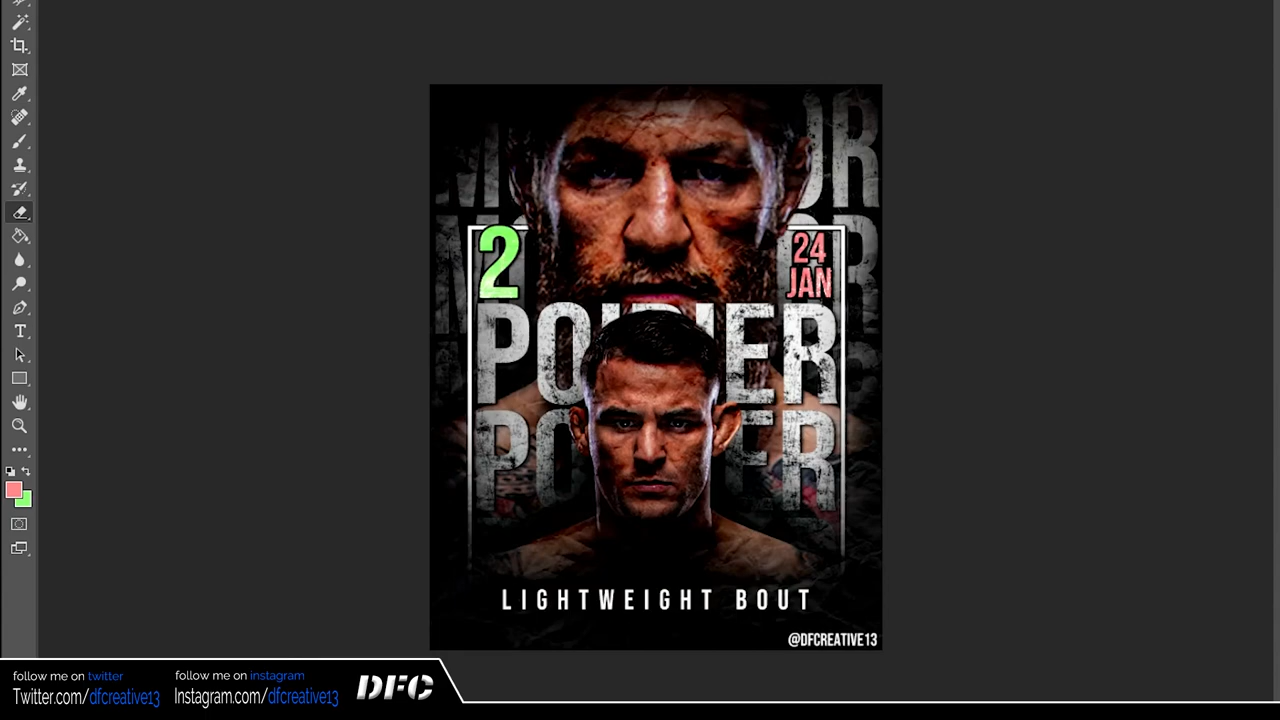 2
24
JAN
POIRIER
LIGHTWEIGHT BOUT
@DFCREATIVE13
follow me on twitter
Twitter.com/dfcreative13
follow me on instagram
Instagram.com/dfcreative13
DFC